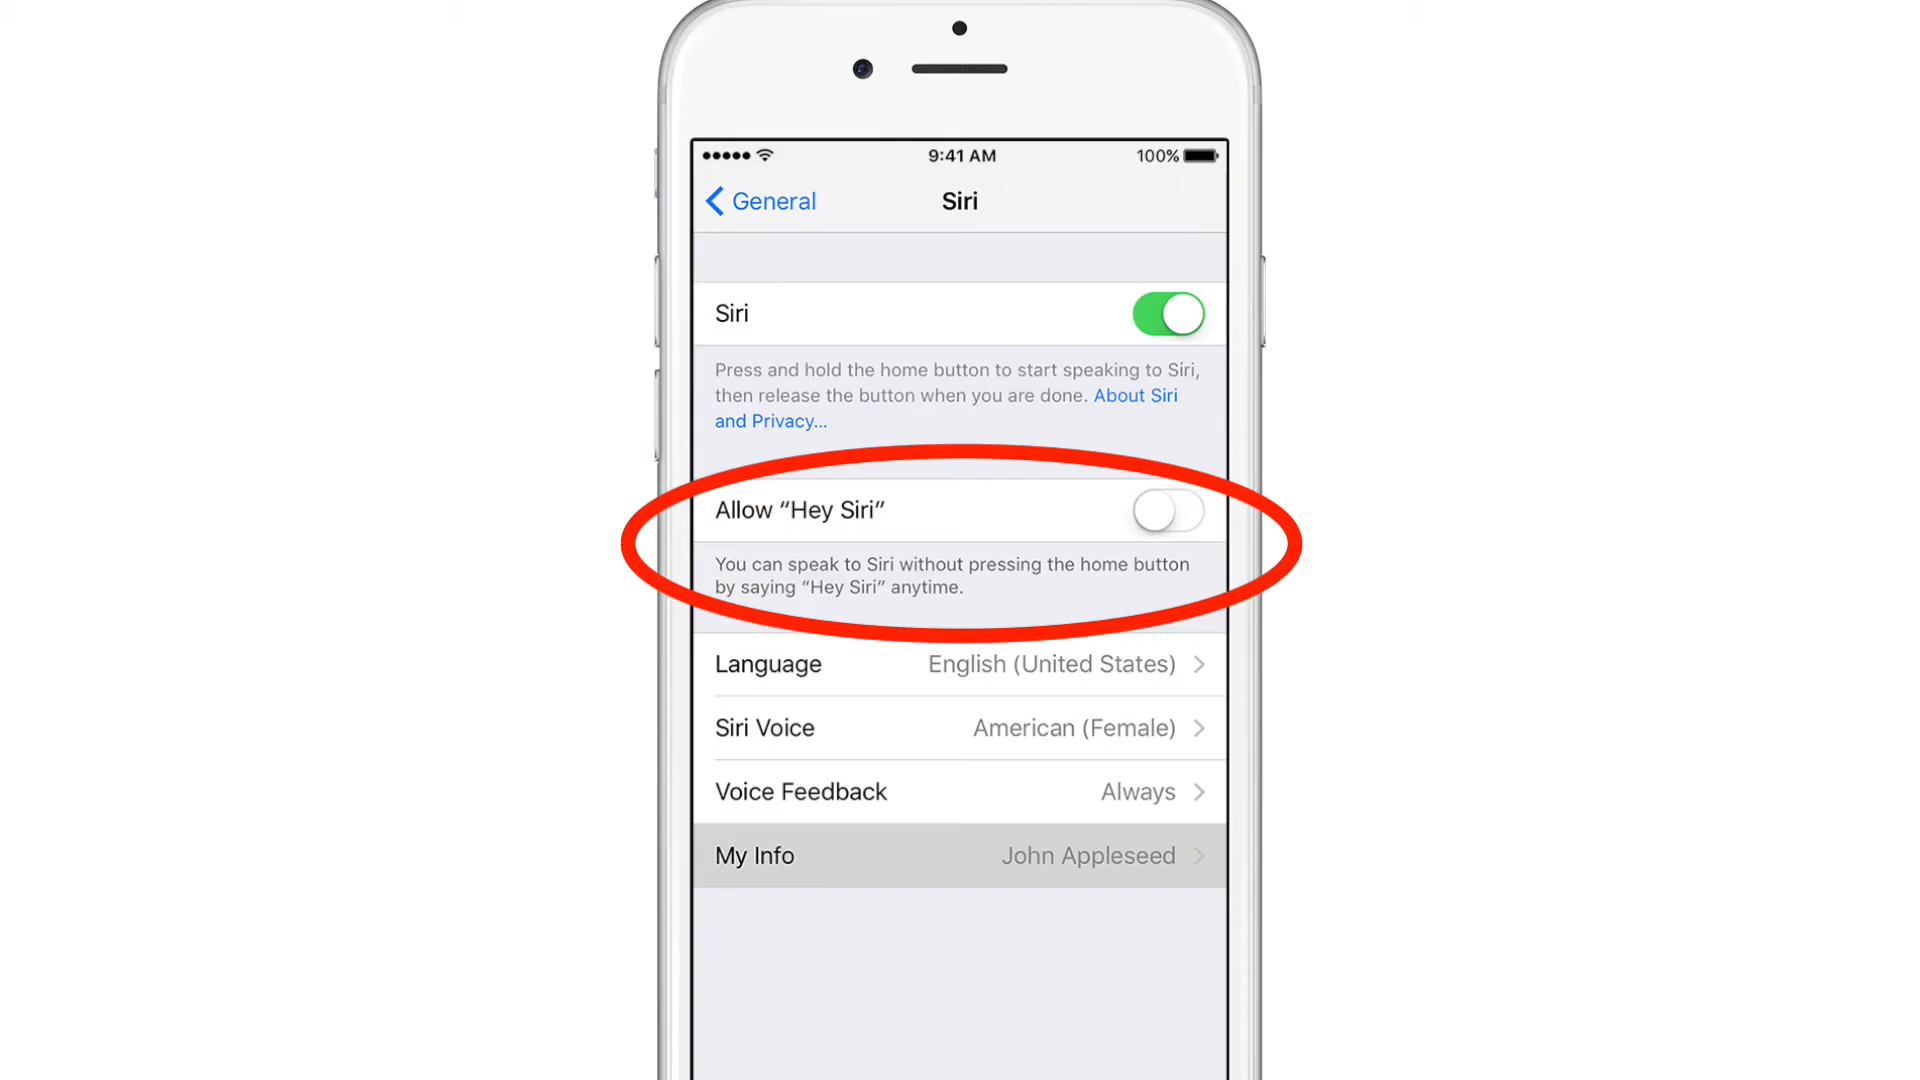 9:41 AM
100%
General
Siri
Siri
Press and hold the home button to start speaking to Siri,
then release the button when you are done. About Siri
and Privacy...
Allow “Hey Siri”
You can speak to Siri without pressing the home button
by saying “Hey Siri” anytime.
Language English (United States)
Siri Voice American (Female)
Voice Feedback Always
My Info John Appleseed